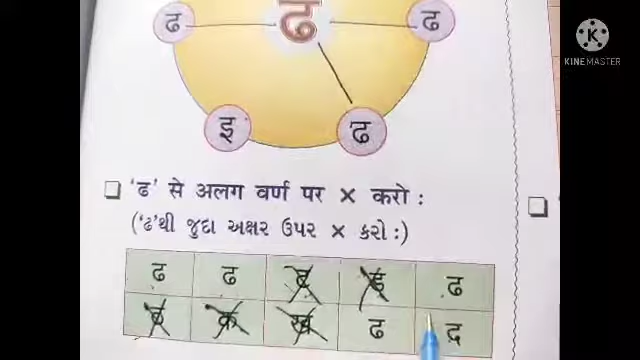 ढ ढ ढ
इ ढ
'ढ' से अलग वर्ण पर × करो :
('ઢ'થી જુદા અક્ષર ઉપર × કરો :)
ढ ढ ब ढ
ब क ख ढ द
KINEMASTER